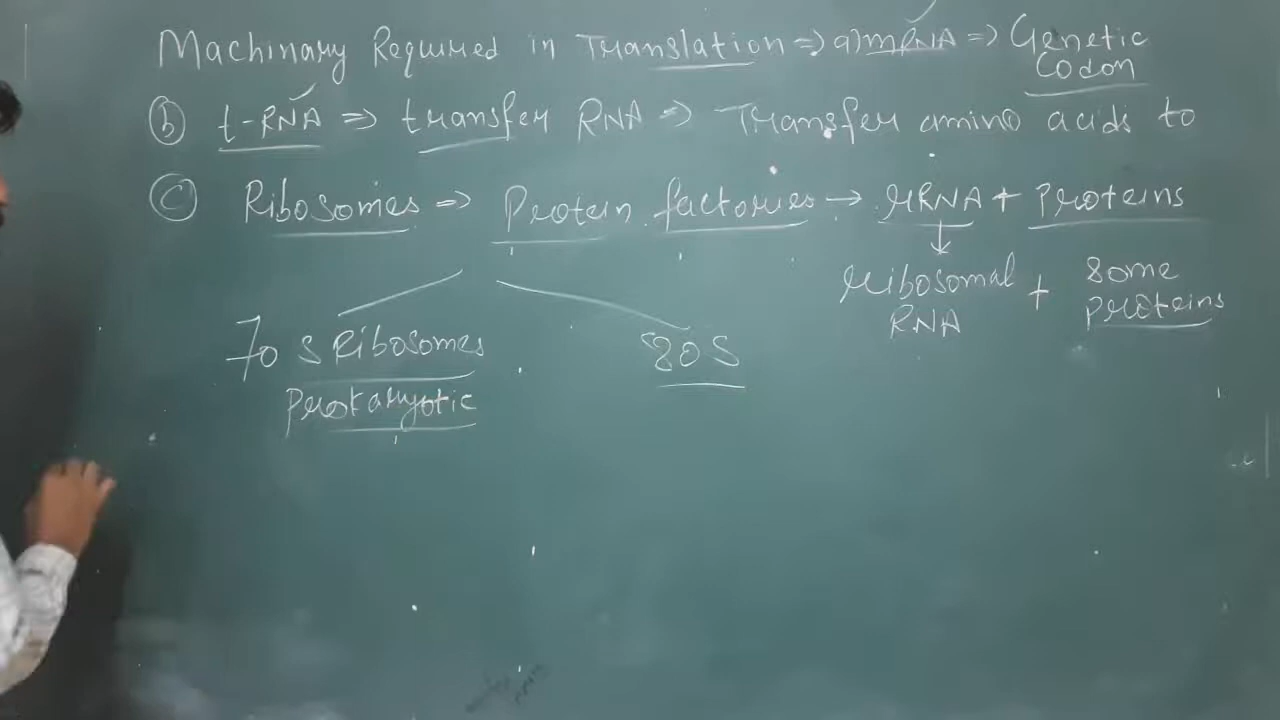 Machinary Required in Translation => a) mRNA => Genetic
Codon
(b) t-RNA => transfer RNA => Transfer amino acids to
(c) Ribosomes => Protein factories → rRNA + Proteins
↓
ribosomal RNA + some proteins
70 s Ribosomes
80 S
Prokaryotic